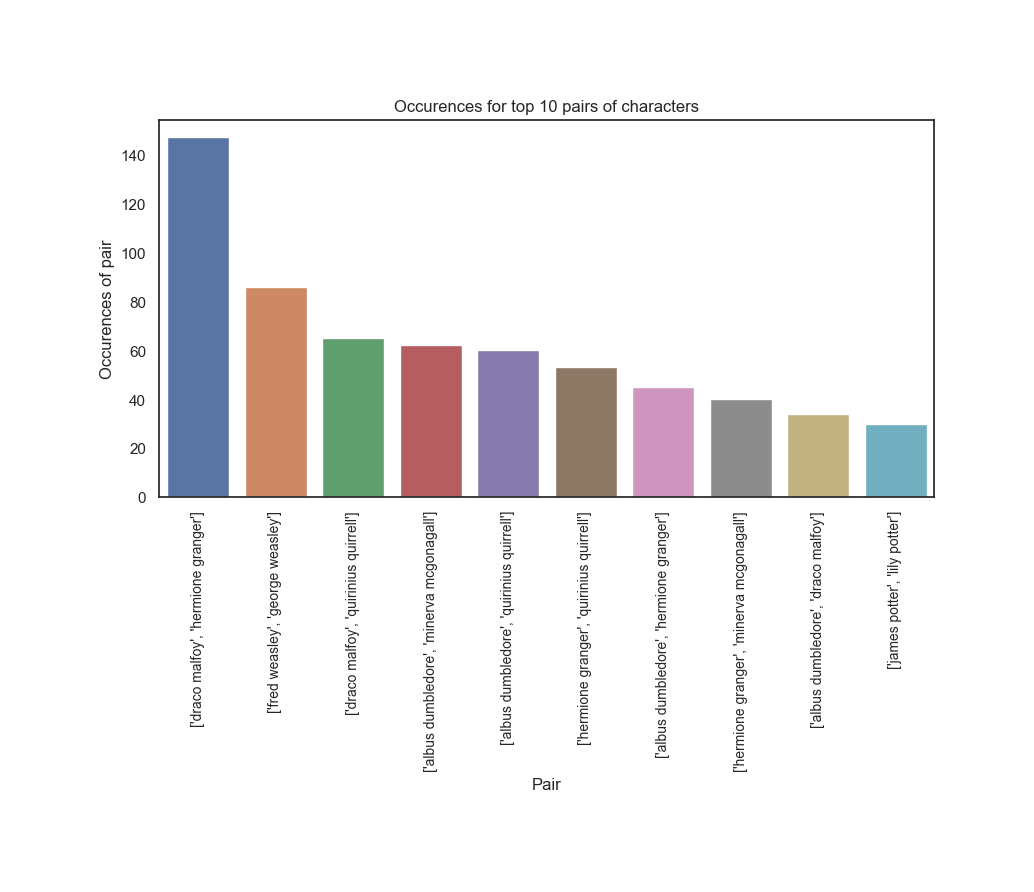 Occurences for top 10 pairs of characters
Occurences of pair
140
120
100
80
60
40
20
0
['draco malfoy', 'hermione granger']
['fred weasley', 'george weasley']
['draco malfoy', 'quirinius quirrell']
['albus dumbledore', 'minerva mcgonagall']
['albus dumbledore', 'quirinius quirrell']
['hermione granger', 'quirinius quirrell']
['albus dumbledore', 'hermione granger']
['hermione granger', 'minerva mcgonagall']
['albus dumbledore', 'draco malfoy']
['james potter', 'lily potter']
Pair